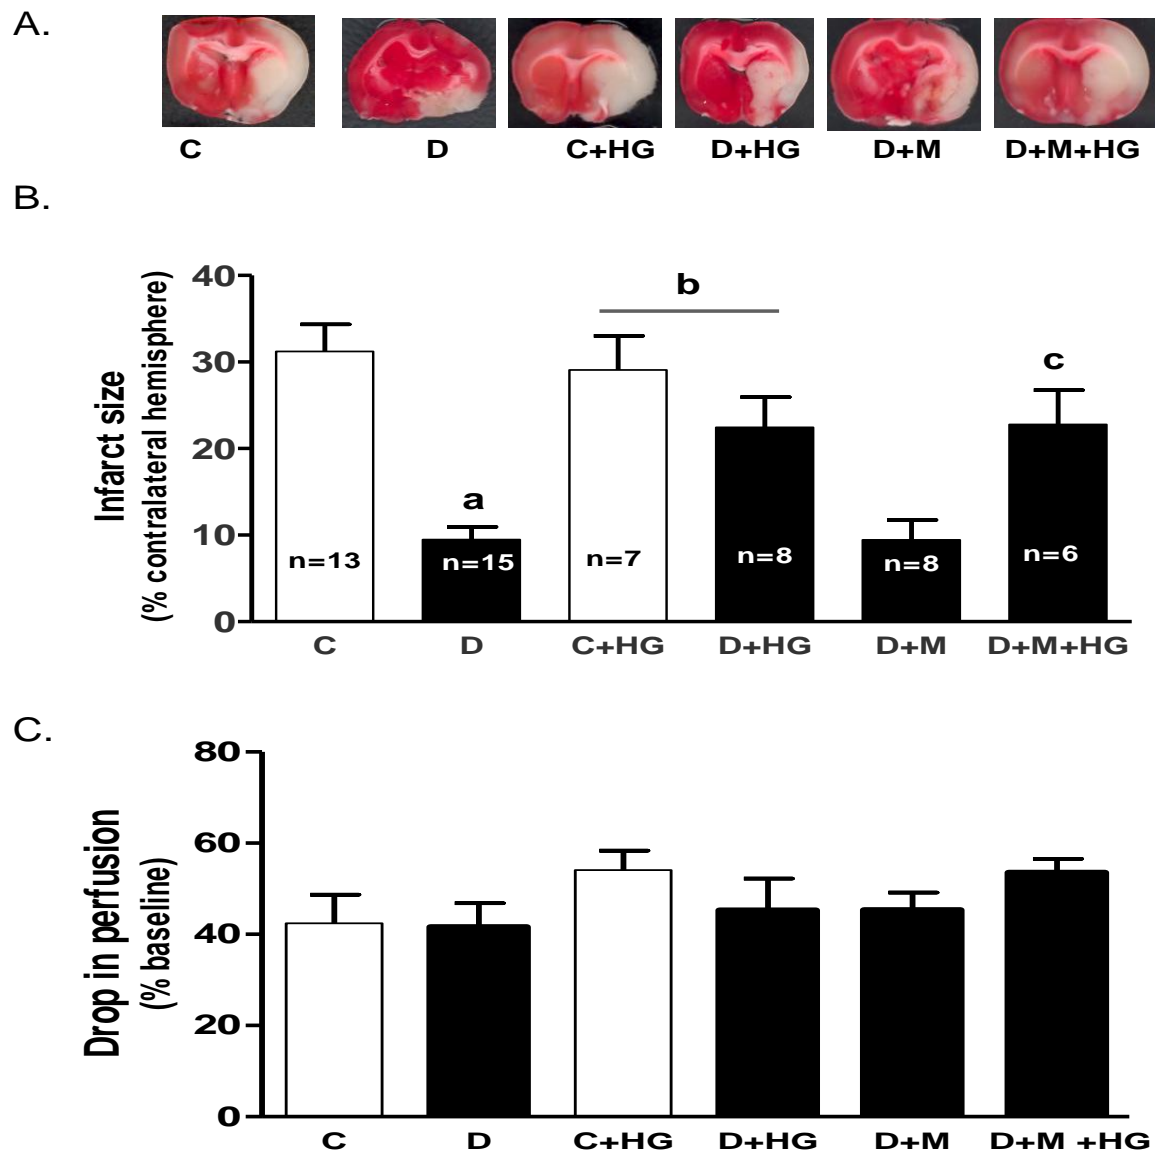 A.
C D C+HG D+HG D+M D+M+HG
B.
Infarct size
(% contralateral hemisphere)
40
30
20
10
0
a
b
c
n=13 n=15 n=7 n=8 n=8 n=6
C D C+HG D+HG D+M D+M+HG
C.
Drop in perfusion
(% baseline)
80
60
40
20
0
C D C+HG D+HG D+M D+M +HG